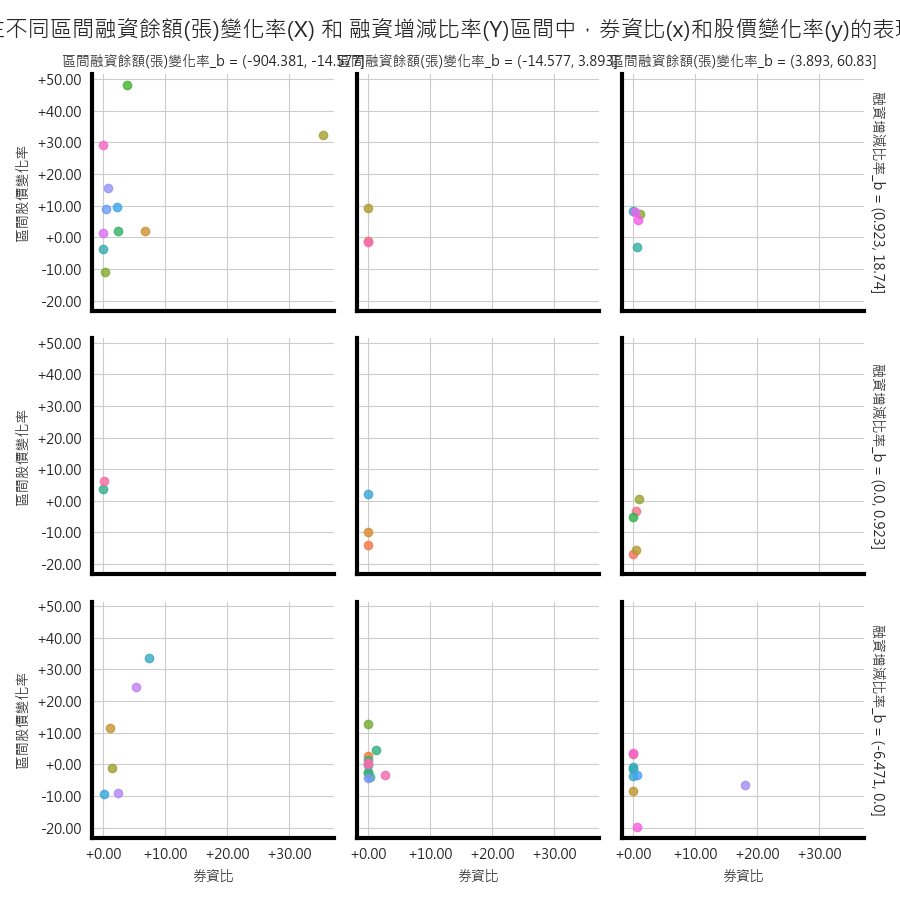 在不同區間融資餘額(張)變化率(X) 和 融資增減比率(Y)區間中，券資比(x)和股價變化率(y)的表現
區間融資餘額(張)變化率_b = (-904.381, -14.577]
區間融資餘額(張)變化率_b = (-14.577, 3.893]
區間融資餘額(張)變化率_b = (3.893, 60.83]
+50.00
+40.00
+30.00
+20.00
+10.00
+0.00
-10.00
-20.00
區間股價變化率
融資增減比率_b = (0.923, 18.74]
+50.00
+40.00
+30.00
+20.00
+10.00
+0.00
-10.00
-20.00
區間股價變化率
融資增減比率_b = (0.0, 0.923]
+50.00
+40.00
+30.00
+20.00
+10.00
+0.00
-10.00
-20.00
區間股價變化率
融資增減比率_b = (-6.471, 0.0]
+0.00 +10.00 +20.00 +30.00
+0.00 +10.00 +20.00 +30.00
+0.00 +10.00 +20.00 +30.00
券資比
券資比
券資比